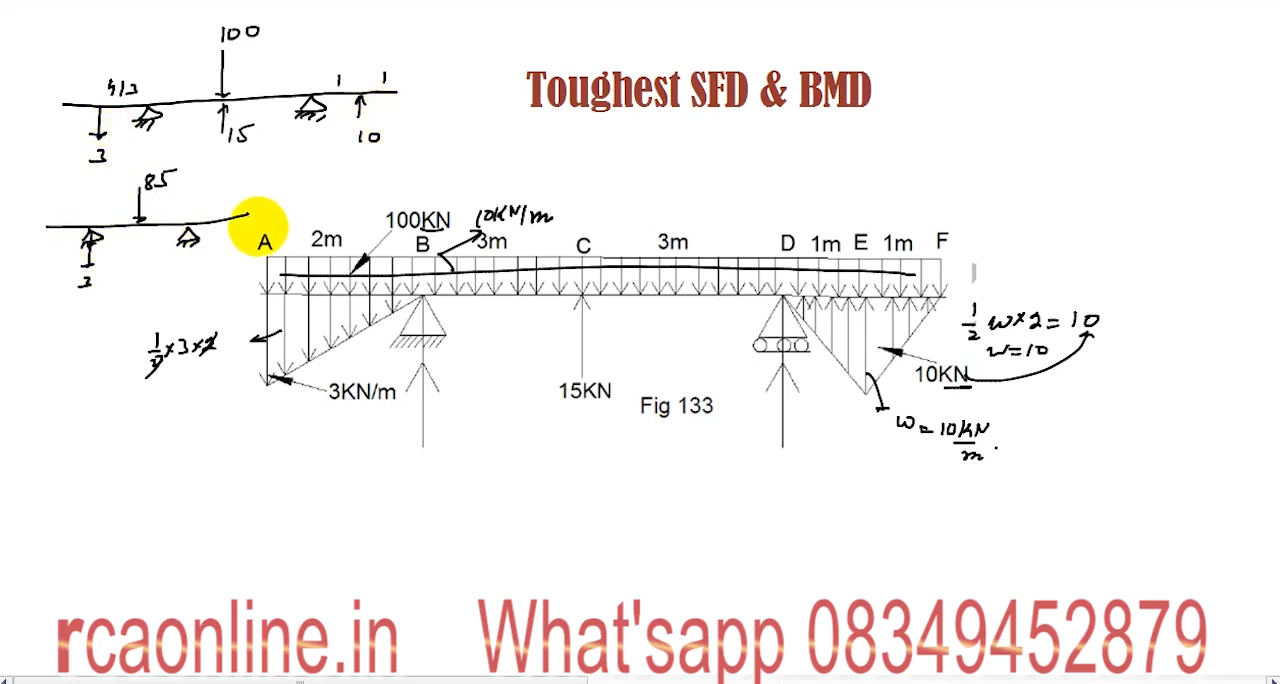 100
Toughest SFD & BMD
4/3 1 1
15 10
3
85
100KN 10KN/m
A 2m B 3m C 3m D 1m E 1m F
3
1/2 × 3 × 2
1/2 w × 2 = 10
w = 10
10KN
3KN/m 15KN Fig 133
w = 10KN/m
rcaonline.in What'sapp 08349452879